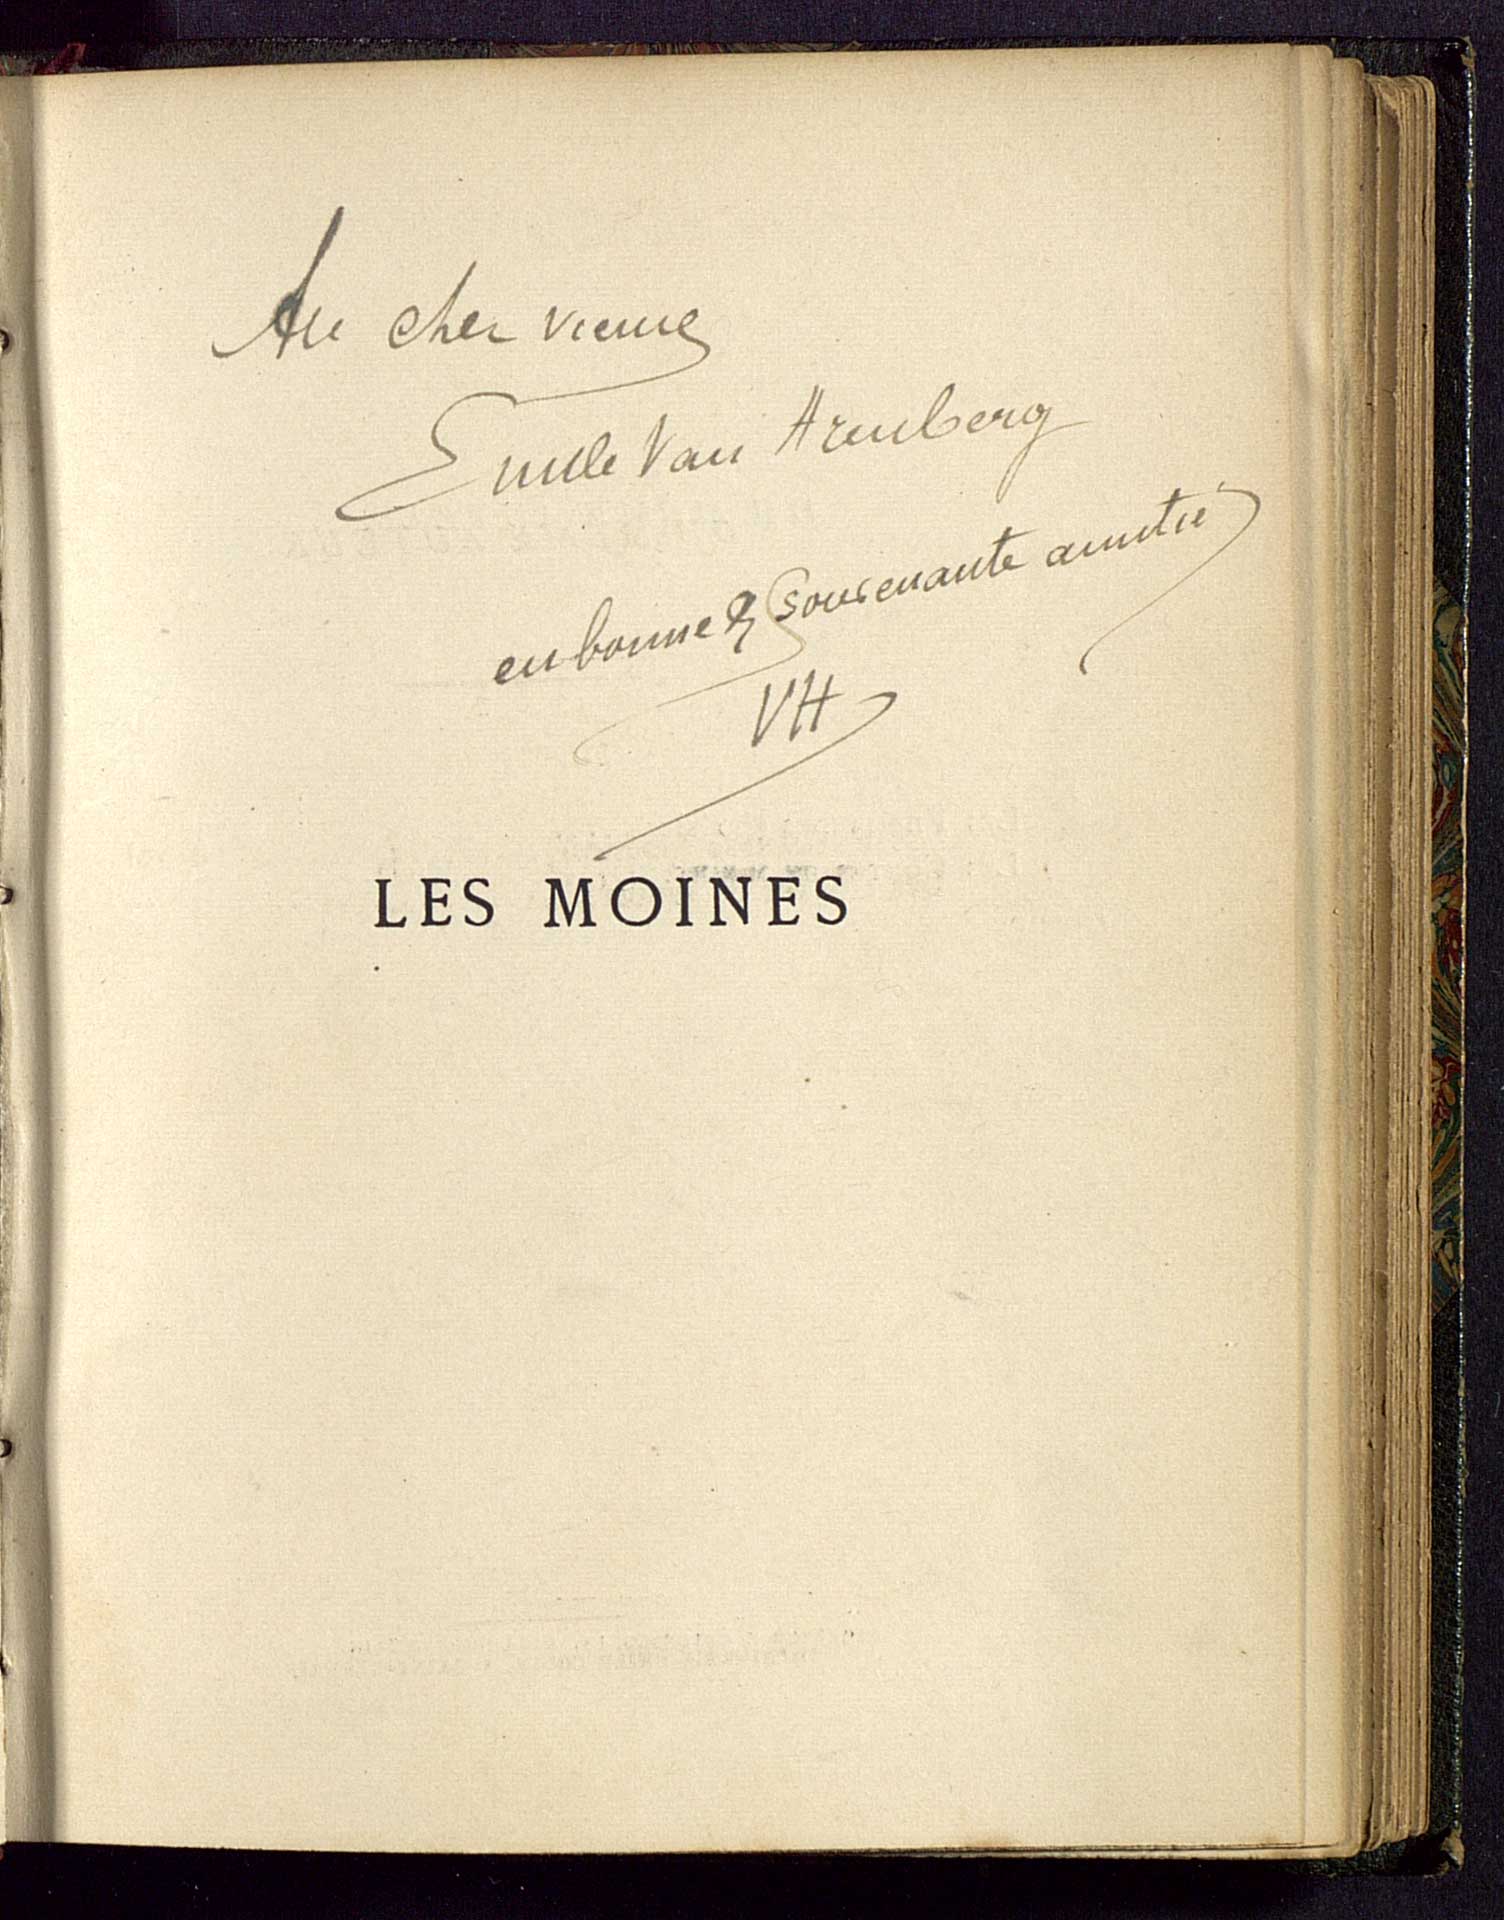 Au cher vieux
Emile Van Arenberg
en bonne & souvenante amitié
VH
LES MOINES